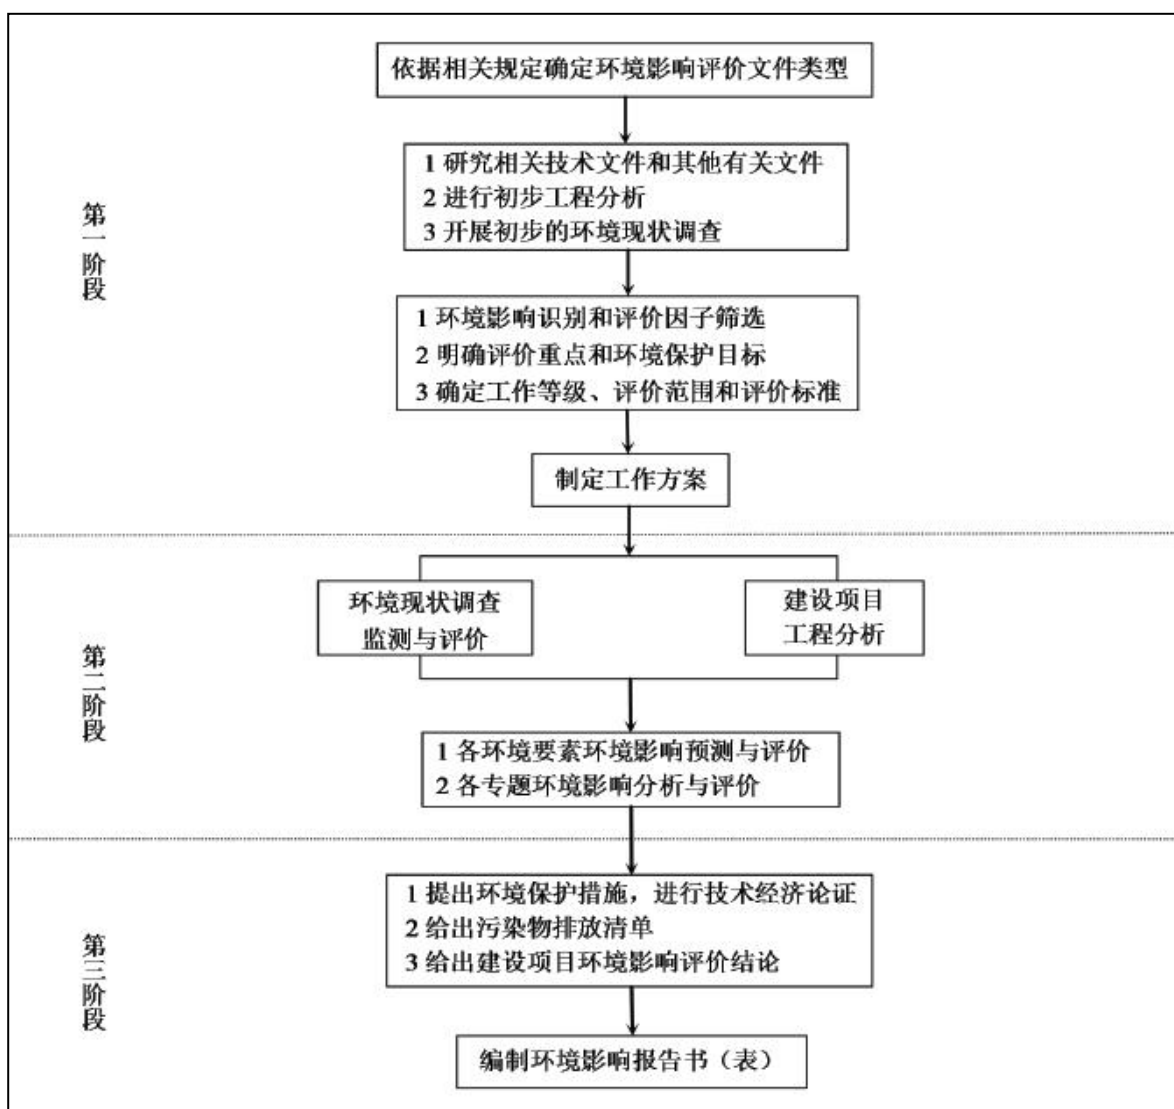 依据相关规定确定环境影响评价文件类型
第一阶段
1 研究相关技术文件和其他有关文件
2 进行初步工程分析
3 开展初步的环境现状调查
1 环境影响识别和评价因子筛选
2 明确评价重点和环境保护目标
3 确定工作等级、评价范围和评价标准
制定工作方案
第二阶段
环境现状调查
监测与评价
建设项目
工程分析
1 各环境要素环境影响预测与评价
2 各专题环境影响分析与评价
第三阶段
1 提出环境保护措施，进行技术经济论证
2 给出污染物排放清单
3 给出建设项目环境影响评价结论
编制环境影响报告书（表）